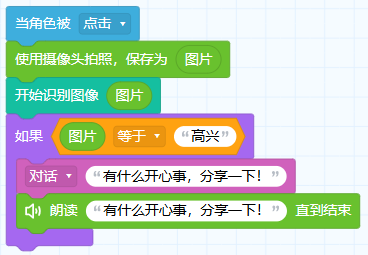 当角色被 点击
使用摄像头拍照，保存为 图片
开始识别图像 图片
如果 图片 等于 “高兴”
对话 “有什么开心事，分享一下！”
朗读 “有什么开心事，分享一下！” 直到结束